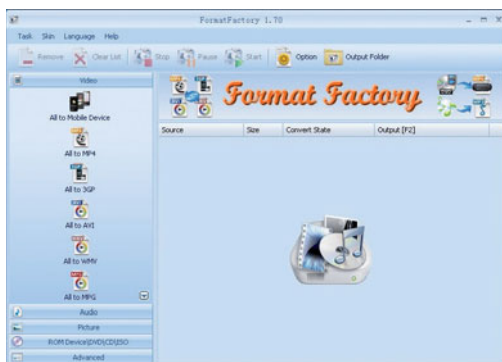 FormatFactory 1.70
Task Skin Language Help
Remove Clear List Stop Pause Start Option Output Folder
Video
All to Mobile Device
All to MP4
All to 3GP
All to AVI
All to WMV
All to MPG
Audio
Picture
ROM Device\DVD\CD\ISO
Advanced
Format Factory
Source Size Convert State Output [F2]